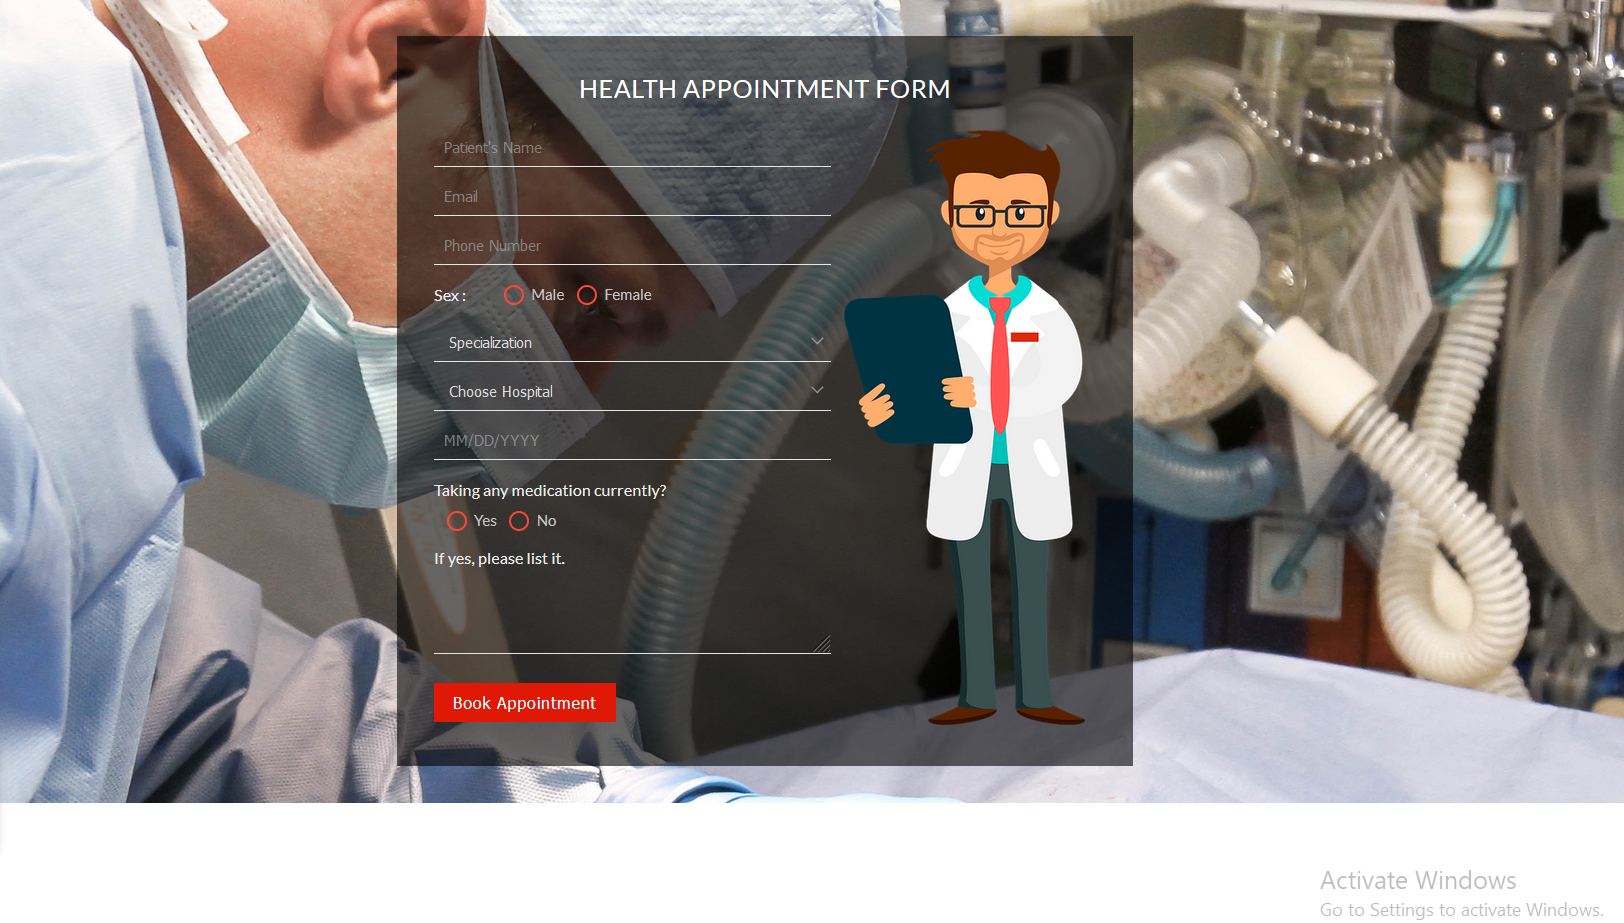 HEALTH APPOINTMENT FORM
Patient's Name
Email
Phone Number
Sex : Male Female
Specialization
Choose Hospital
MM/DD/YYYY
Taking any medication currently?
Yes No
If yes, please list it.
Book Appointment
Activate Windows
Go to Settings to activate Windows.